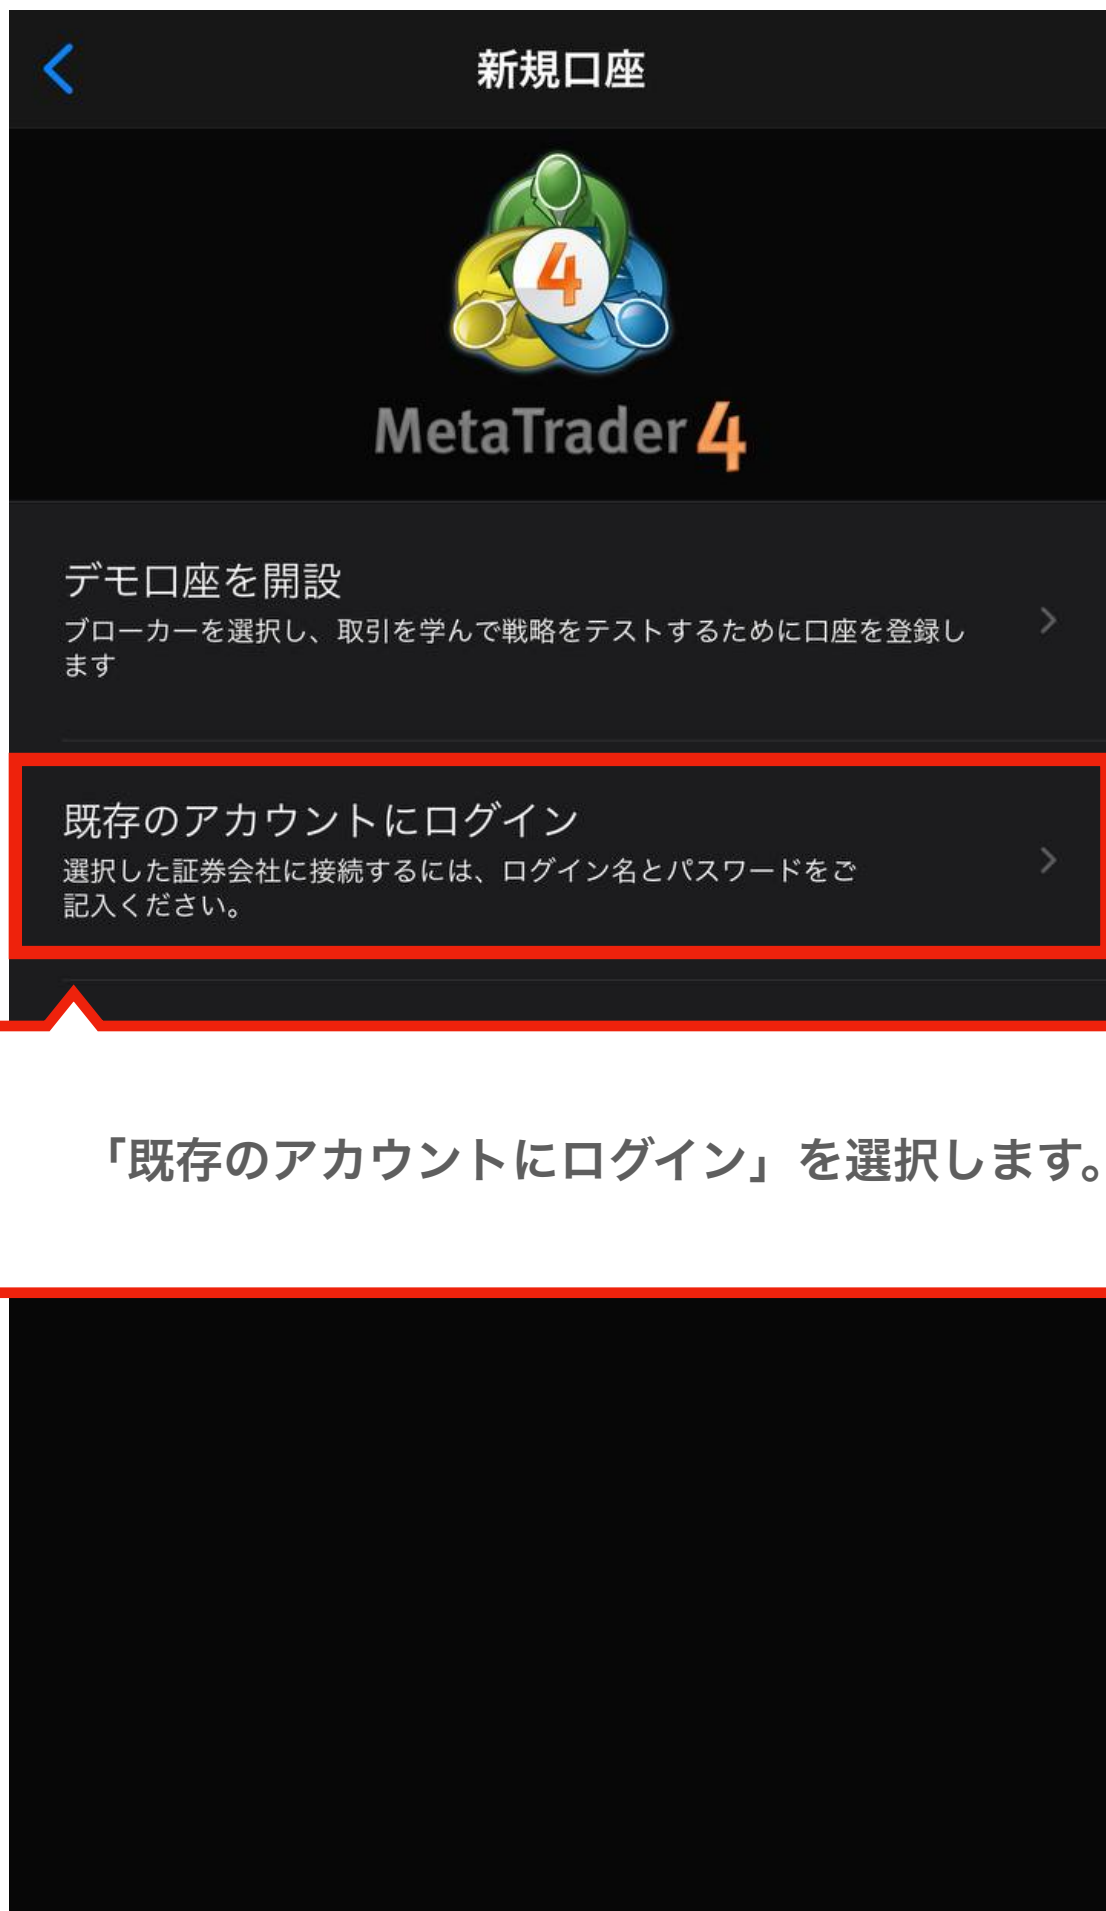 新規口座
4
MetaTrader 4
デモ口座を開設
ブローカーを選択し、取引を学んで戦略をテストするために口座を登録し
ます
既存のアカウントにログイン
選択した証券会社に接続するには、ログイン名とパスワードをご
記入ください。
「既存のアカウントにログイン」を選択します。